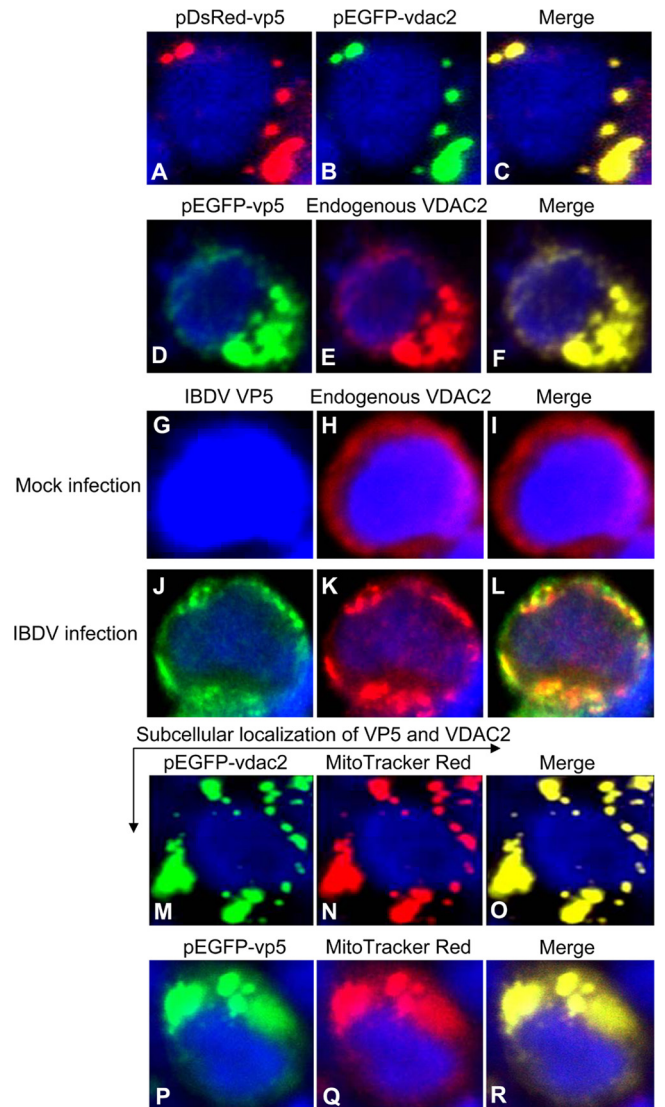 pDsRed-vp5 pEGFP-vdac2 Merge
A B C
pEGFP-vp5 Endogenous VDAC2 Merge
D E F
IBDV VP5 Endogenous VDAC2 Merge
G H I
Mock infection
J K L
IBDV infection
Subcellular localization of VP5 and VDAC2
pEGFP-vdac2 MitoTracker Red Merge
M N O
pEGFP-vp5 MitoTracker Red Merge
P Q R